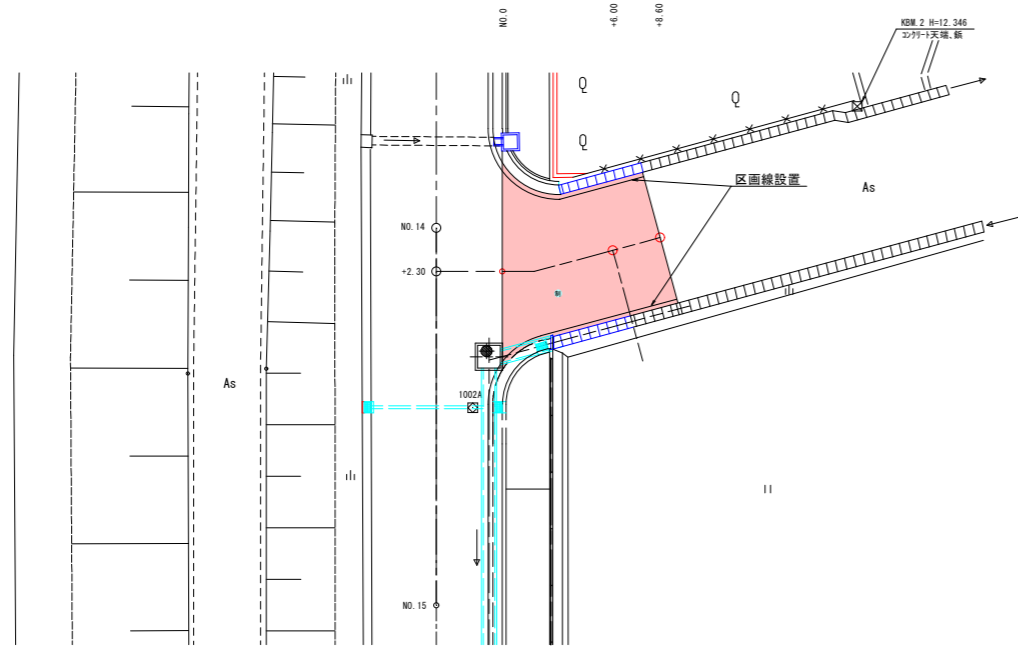 NO.0
+6.00
+8.60
KBM.2 H=12.346
コンクリート天端、鋲
Q
Q
Q
区画線設置
As
NO.14
+2.30
As
1002A
NO.15